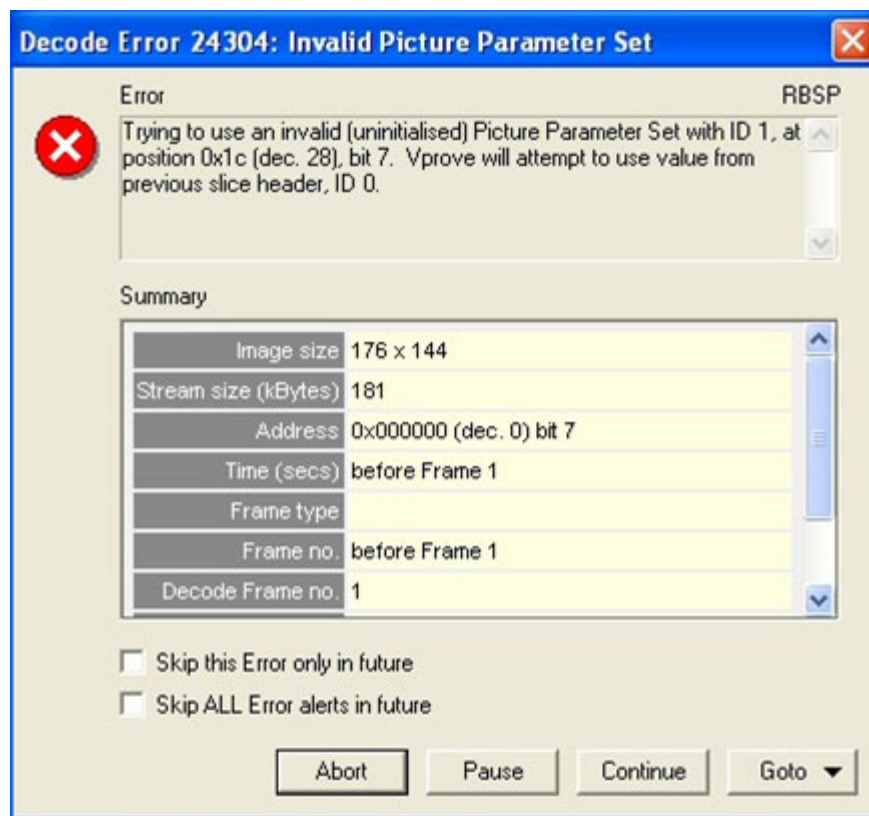 Decode Error 24304: Invalid Picture Parameter Set
Error RBSP
Trying to use an invalid (uninitialised) Picture Parameter Set with ID 1, at
position 0x1c (dec. 28), bit 7. Vprove will attempt to use value from
previous slice header, ID 0.
Summary
Image size 176 x 144
Stream size (kBytes) 181
Address 0x000000 (dec. 0) bit 7
Time (secs) before Frame 1
Frame type
Frame no. before Frame 1
Decode Frame no. 1
Skip this Error only in future
Skip ALL Error alerts in future
Abort Pause Continue Goto